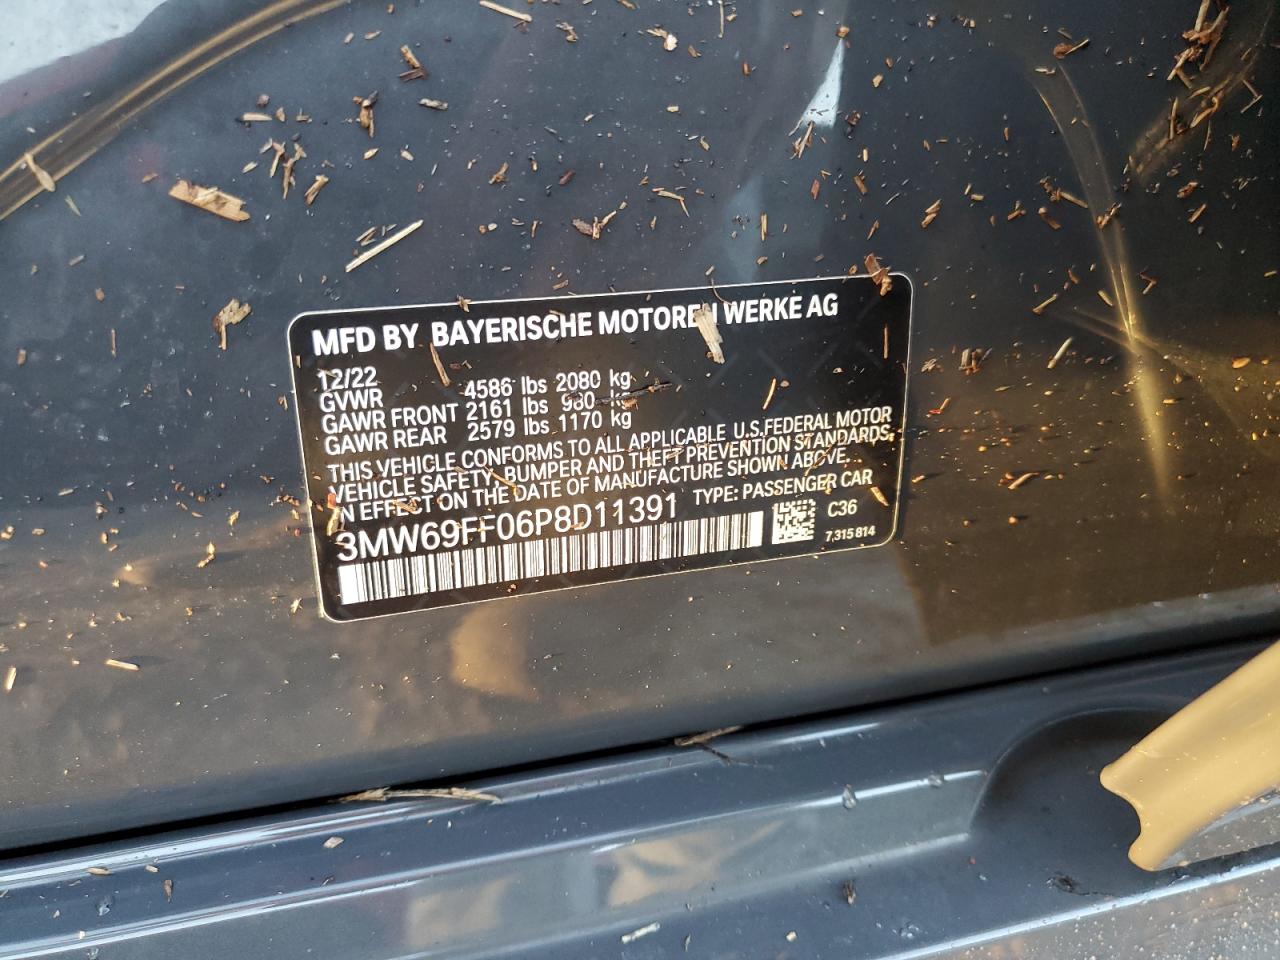 MFD BY BAYERISCHE MOTOREN WERKE AG
12/22
GVWR 4586 lbs 2080 kg
GAWR FRONT 2161 lbs 980 kg
GAWR REAR 2579 lbs 1170 kg
THIS VEHICLE CONFORMS TO ALL APPLICABLE U.S.FEDERAL MOTOR
VEHICLE SAFETY, BUMPER AND THEFT PREVENTION STANDARDS
IN EFFECT ON THE DATE OF MANUFACTURE SHOWN ABOVE.
3MW69FF06P8D11391 TYPE: PASSENGER CAR
C36
7,315 814